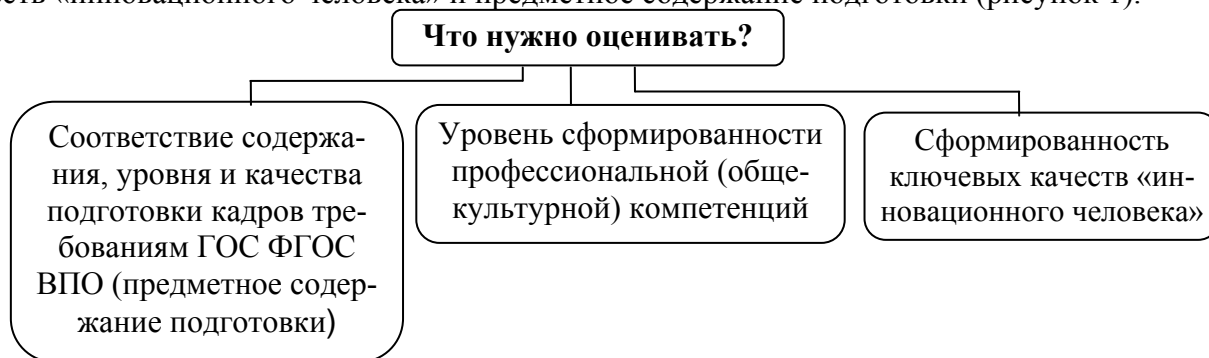 «инновационного человека» и предметное содержание подготовки (рисунок 1).
Что нужно оценивать?
Соответствие содержа-
ния, уровня и качества
подготовки кадров тре-
бованиям ГОС ФГОС
ВПО (предметное содер-
жание подготовки)
Уровень сформированности
профессиональной (обще-
культурной) компетенций
Сформированность
ключевых качеств «ин-
новационного человека»